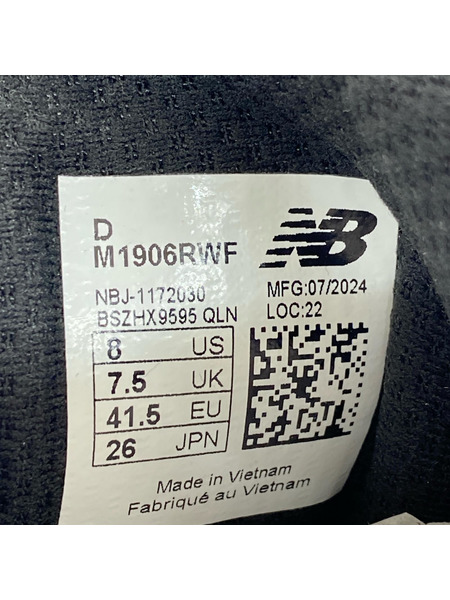 D
M1906RWF
NB
NBJ-1172030
BSZHX9595 QLN
MFG:07/2024
LOC:22
8 US
7.5 UK
41.5 EU
26 JPN
Made in Vietnam
Fabriqué au Vietnam